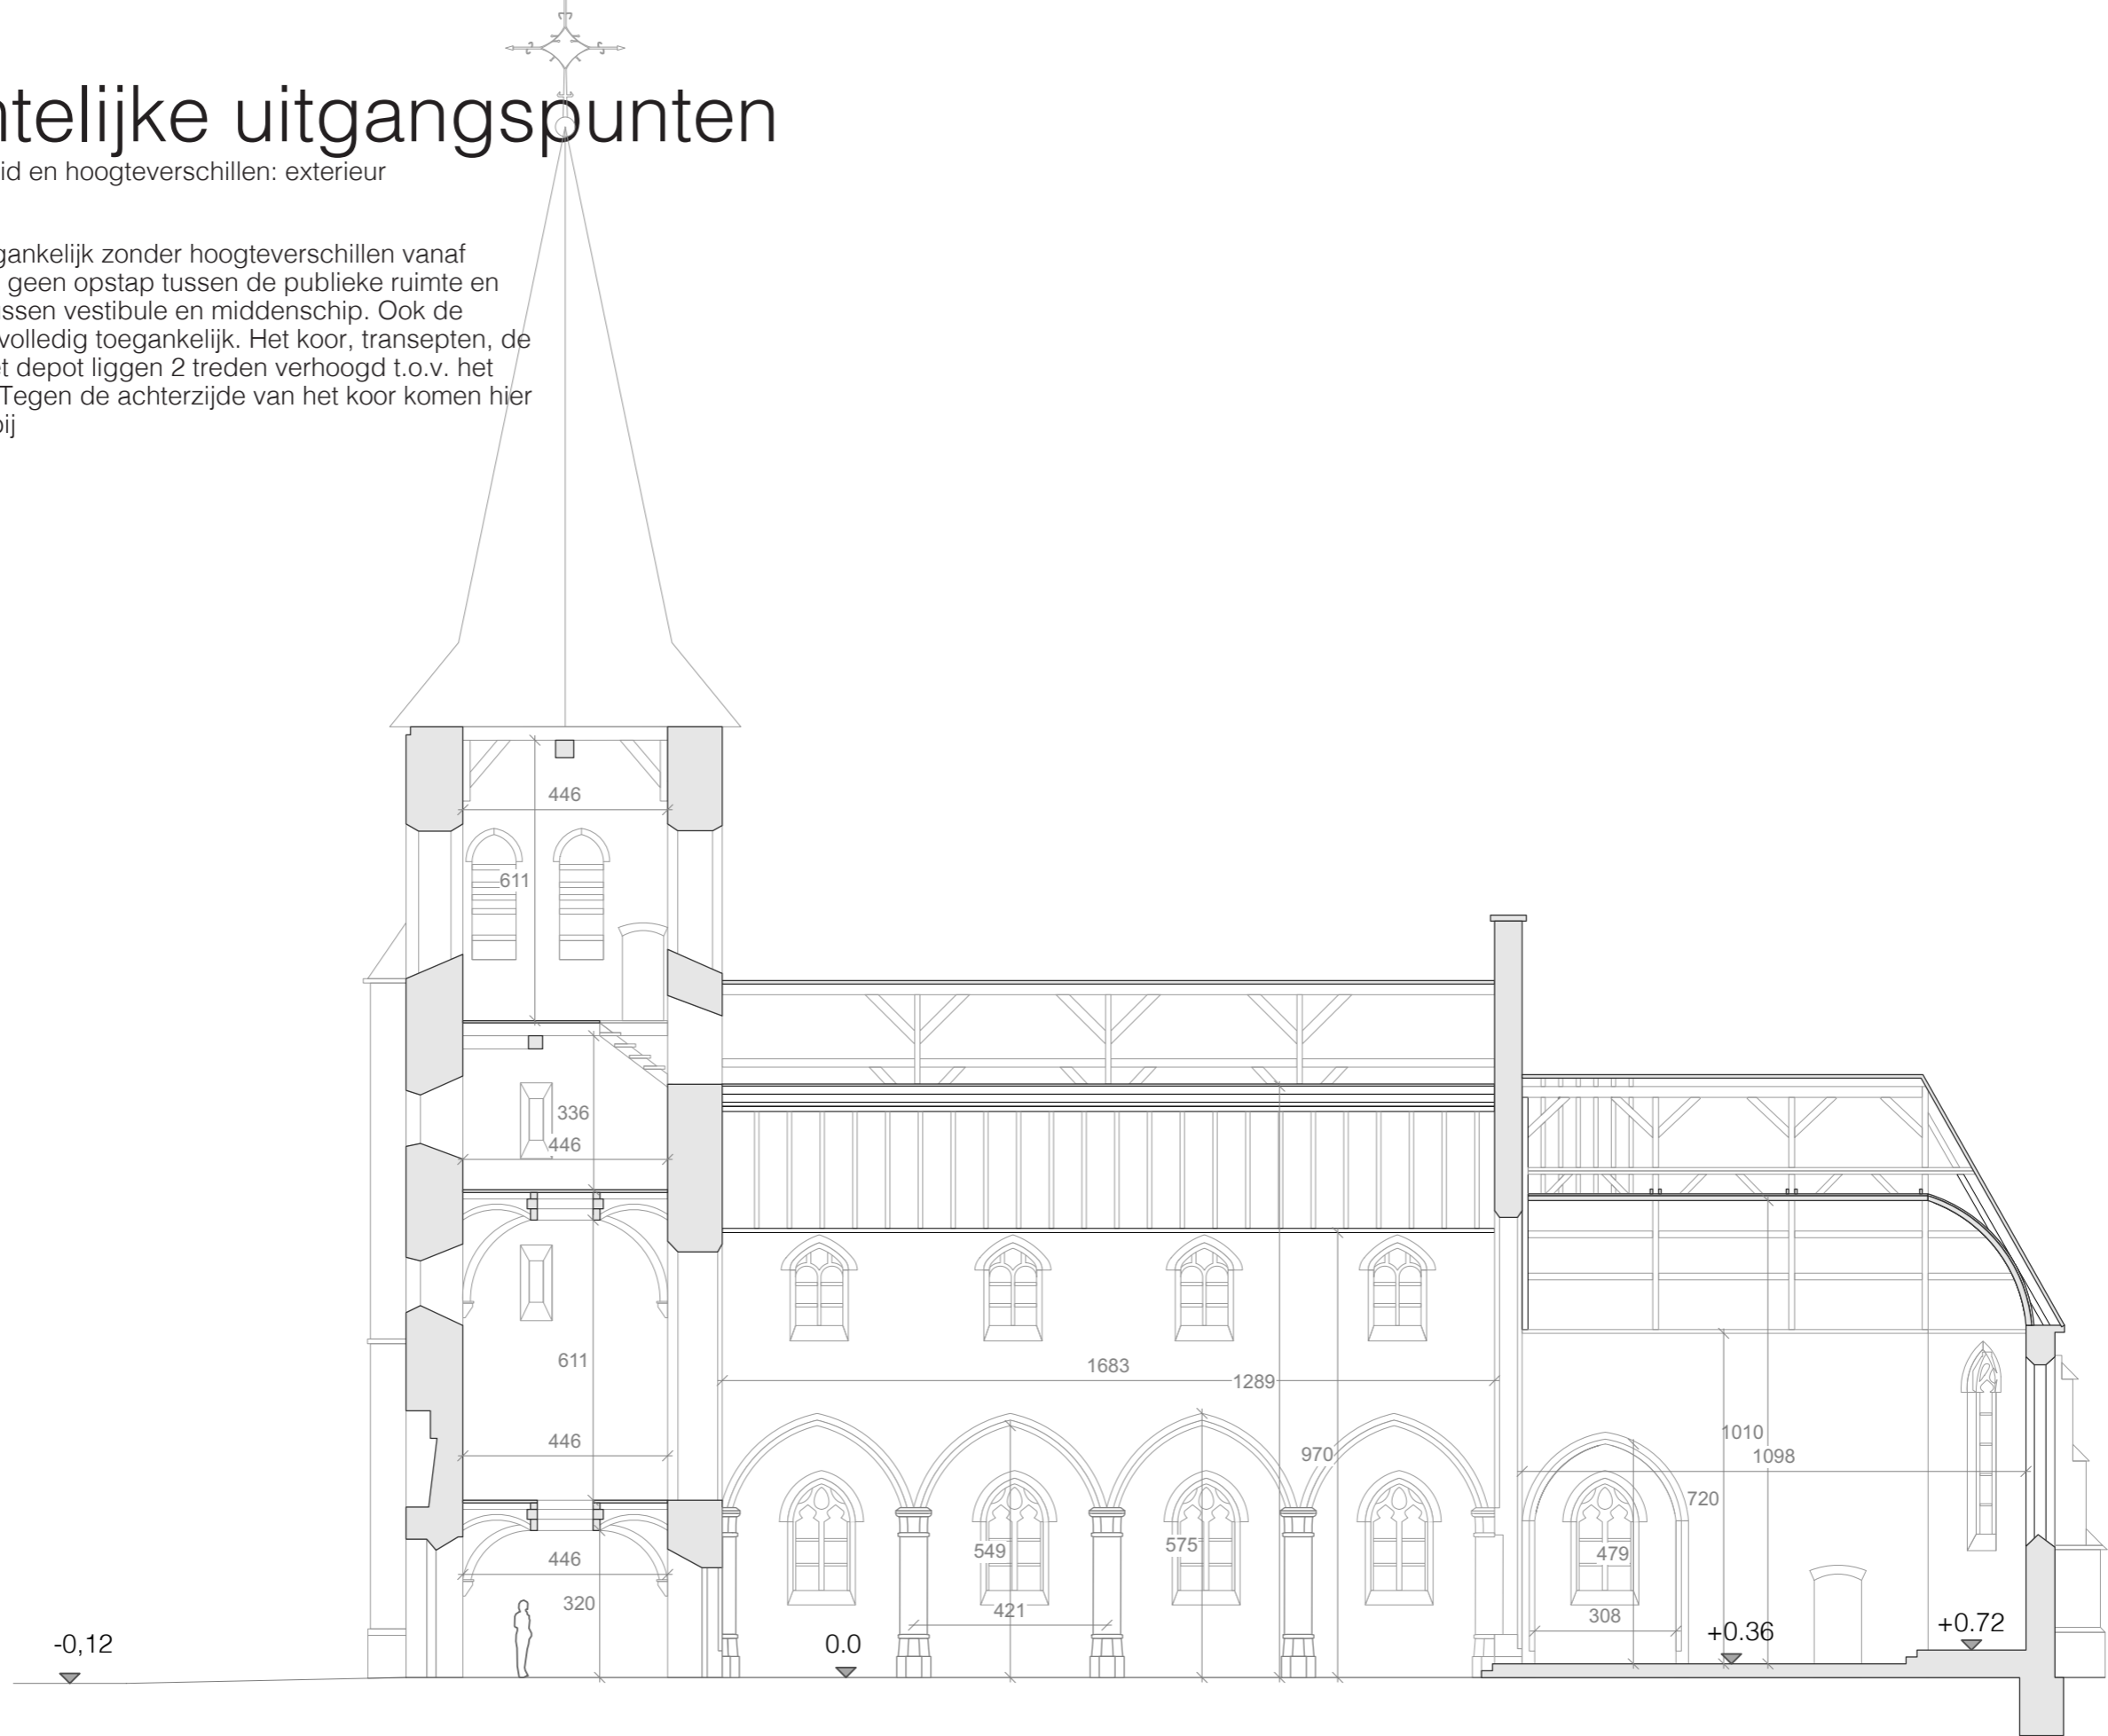 ntelijke uitgangspunten
id en hoogteverschillen: exterieur
gankelijk zonder hoogteverschillen vanaf
geen opstap tussen de publieke ruimte en
ssen vestibule en middenschip. Ook de
volledig toegankelijk. Het koor, transepten, de
t depot liggen 2 treden verhoogd t.o.v. het
Tegen de achterzijde van het koor komen hier
ij
446
611
336
446
611
1683
1289
446
970
1010
1098
720
549
575
479
446
320
421
308
-0,12
0.0
+0.36
+0.72